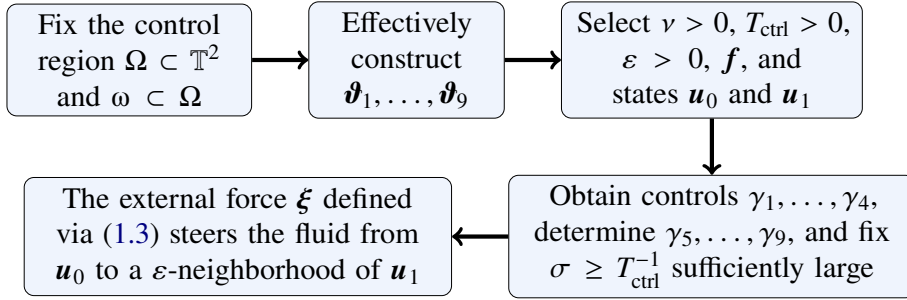 Fix the control
region Ω ⊂ 𝕋²
and ω ⊂ Ω
Effectively
construct
𝝑₁, . . . , 𝝑₉
Select ν > 0, T_ctrl > 0,
ε > 0, 𝒇, and
states 𝒖₀ and 𝒖₁
Obtain controls γ₁, . . . , γ₄,
determine γ₅, . . . , γ₉, and fix
σ ≥ T_ctrl⁻¹ sufficiently large
The external force 𝝃 defined
via (1.3) steers the fluid from
𝒖₀ to a ε-neighborhood of 𝒖₁